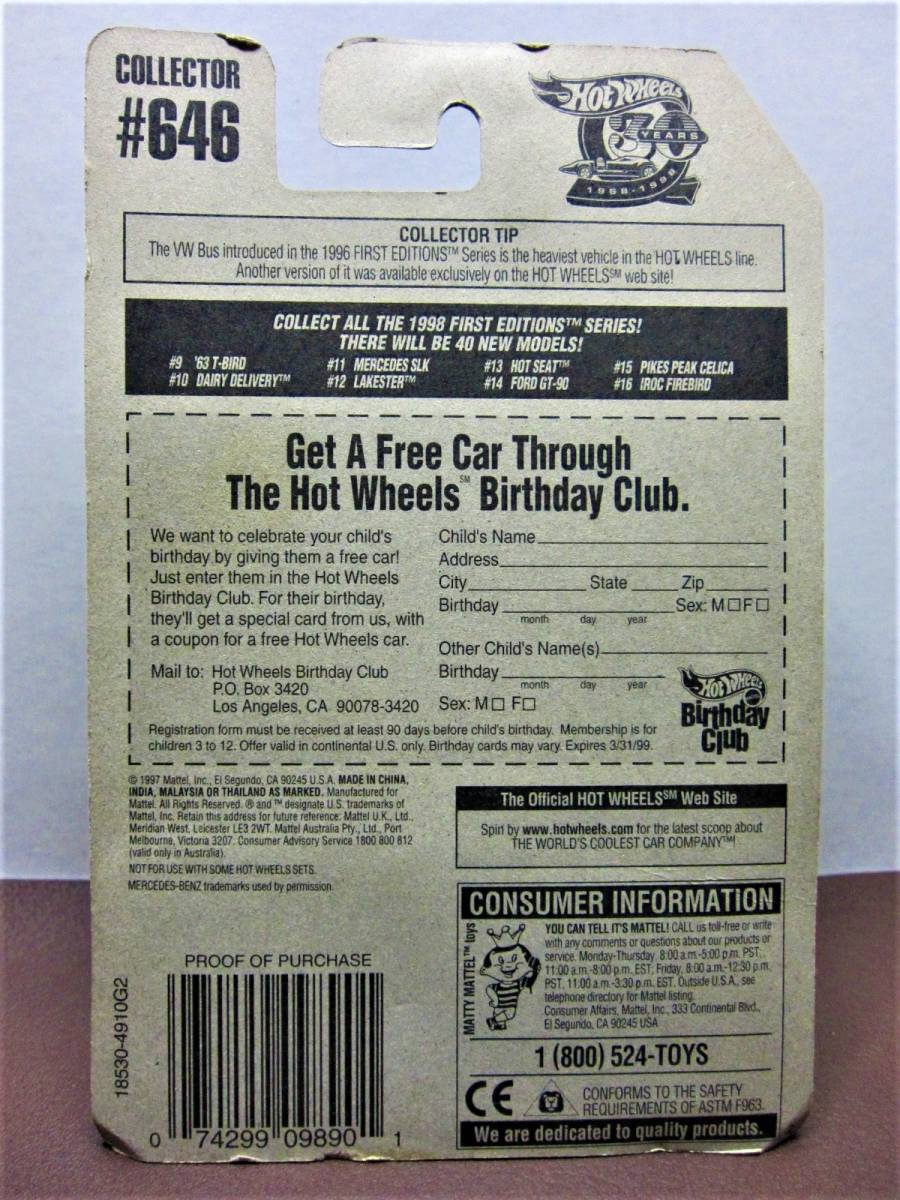 COLLECTOR
#646
HOT WHEELS
30
YEARS
1968-1998
COLLECTOR TIP
The VW Bus introduced in the 1996 FIRST EDITIONS™ Series is the heaviest vehicle in the HOT WHEELS line.
Another version of it was available exclusively on the HOT WHEELS℠ web site!
COLLECT ALL THE 1998 FIRST EDITIONS™ SERIES!
THERE WILL BE 40 NEW MODELS!
#9 '63 T-BIRD #11 MERCEDES SLK #13 HOT SEAT™ #15 PIKES PEAK CELICA
#10 DAIRY DELIVERY™ #12 LAKESTER™ #14 FORD GT-90 #16 IROC FIREBIRD
Get A Free Car Through
The Hot Wheels℠ Birthday Club.
We want to celebrate your child's
birthday by giving them a free car!
Just enter them in the Hot Wheels
Birthday Club. For their birthday,
they'll get a special card from us, with
a coupon for a free Hot Wheels car.
Mail to: Hot Wheels Birthday Club
P.O. Box 3420
Los Angeles, CA 90078-3420
Child's Name
Address
City State Zip
Birthday Sex: M☐ F☐
month day year
Other Child's Name(s)
Birthday
month day year
Sex: M☐ F☐
HOT WHEELS
Birthday
Club
Registration form must be received at least 90 days before child's birthday. Membership is for
children 3 to 12. Offer valid in continental U.S. only. Birthday cards may vary. Expires 3/31/99.
© 1997 Mattel, Inc., El Segundo, CA 90245 U.S.A. MADE IN CHINA,
INDIA, MALAYSIA OR THAILAND AS MARKED. Manufactured for
Mattel. All Rights Reserved. ® and ™ designate U.S. trademarks of
Mattel, Inc. Retain this address for future reference: Mattel U.K., Ltd.,
Meridian West, Leicester LE3 2WT. Mattel Australia Pty., Ltd., Port
Melbourne, Victoria 3207. Consumer Advisory Service 1800 800 812
(valid only in Australia).
NOT FOR USE WITH SOME HOT WHEELS SETS.
MERCEDES-BENZ trademarks used by permission.
The Official HOT WHEELS℠ Web Site
Spin by www.hotwheels.com for the latest scoop about
THE WORLD'S COOLEST CAR COMPANY™!
CONSUMER INFORMATION
MATTY MATTEL™ toys
YOU CAN TELL IT'S MATTEL! CALL us toll-free or write
with any comments or questions about our products or
service. Monday-Thursday, 8:00 a.m.-5:00 p.m. PST,
11:00 a.m.-8:00 p.m. EST; Friday, 8:00 a.m.-12:30 p.m.
PST, 11:00 a.m.-3:30 p.m. EST. Outside U.S.A., see
telephone directory for Mattel listing.
Consumer Affairs, Mattel, Inc., 333 Continental Blvd.,
El Segundo, CA 90245 USA
1 (800) 524-TOYS
CE
CONFORMS TO THE SAFETY
REQUIREMENTS OF ASTM F963.
We are dedicated to quality products.
PROOF OF PURCHASE
18530-4910G2
0 74299 09890 1